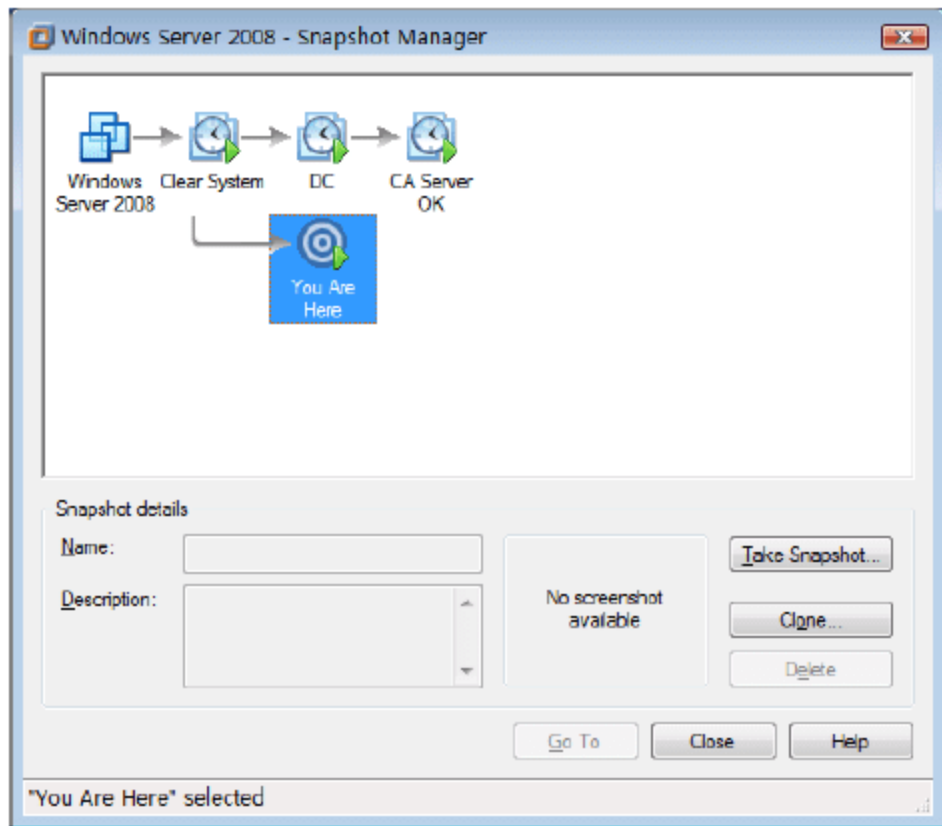 Windows Server 2008 - Snapshot Manager
Windows Server 2008
Clear System
DC
CA Server OK
You Are Here
Snapshot details
Name:
Description:
No screenshot available
Take Snapshot...
Clone...
Delete
Go To
Close
Help
"You Are Here" selected